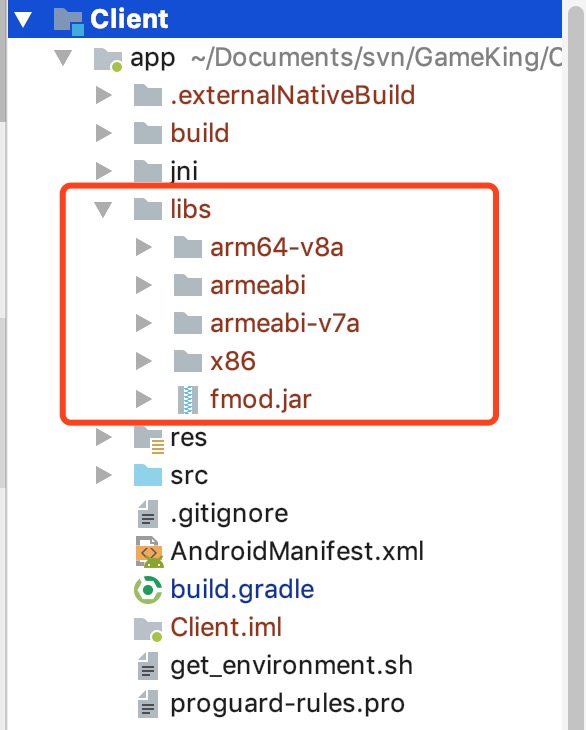 Client
app ~/Documents/svn/GameKing/C
.externalNativeBuild
build
jni
libs
arm64-v8a
armeabi
armeabi-v7a
x86
fmod.jar
res
src
.gitignore
AndroidManifest.xml
build.gradle
Client.iml
get_environment.sh
proguard-rules.pro